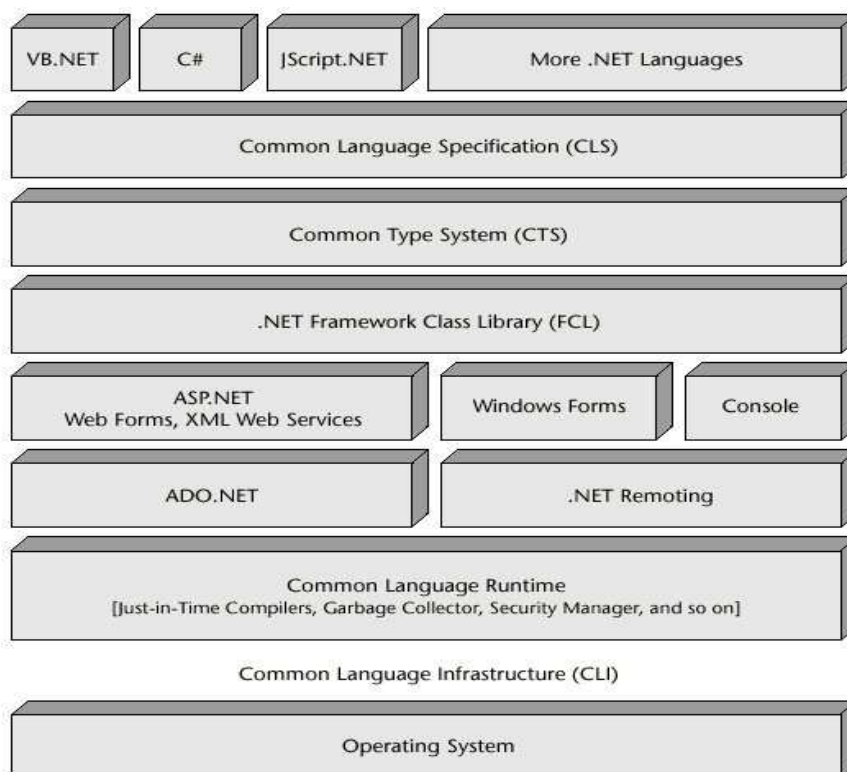 VB.NET
C#
JScript.NET
More .NET Languages
Common Language Specification (CLS)
Common Type System (CTS)
.NET Framework Class Library (FCL)
ASP.NET
Web Forms, XML Web Services
Windows Forms
Console
ADO.NET
.NET Remoting
Common Language Runtime
[Just-in-Time Compilers, Garbage Collector, Security Manager, and so on]
Common Language Infrastructure (CLI)
Operating System